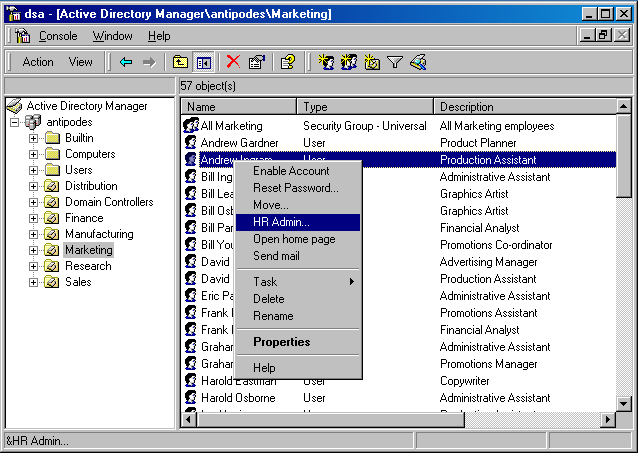 dsa - [Active Directory Manager\antipodes\Marketing]
Console Window Help
Action View
57 object(s)
Active Directory Manager
antipodes
Builtin
Computers
Users
Distribution
Domain Controllers
Finance
Manufacturing
Marketing
Research
Sales
Name Type Description
All Marketing Security Group - Universal All Marketing employees
Andrew Gardner User Product Planner
Andrew Ingram User Production Assistant
Bill Ing Administrative Assistant
Bill Lea Graphics Artist
Bill Osb Graphics Artist
Bill Par Financial Analyst
Bill You Promotions Co-ordinator
David Advertising Manager
David Production Assistant
Eric Pa Administrative Assistant
Frank Promotions Assistant
Frank Financial Analyst
Graham Administrative Assistant
Graham Promotions Manager
Harold Eastman User Copywriter
Harold Osborne User Administrative Assistant
Enable Account
Reset Password...
Move...
HR Admin...
Open home page
Send mail
Task
Delete
Rename
Properties
Help
&HR Admin...